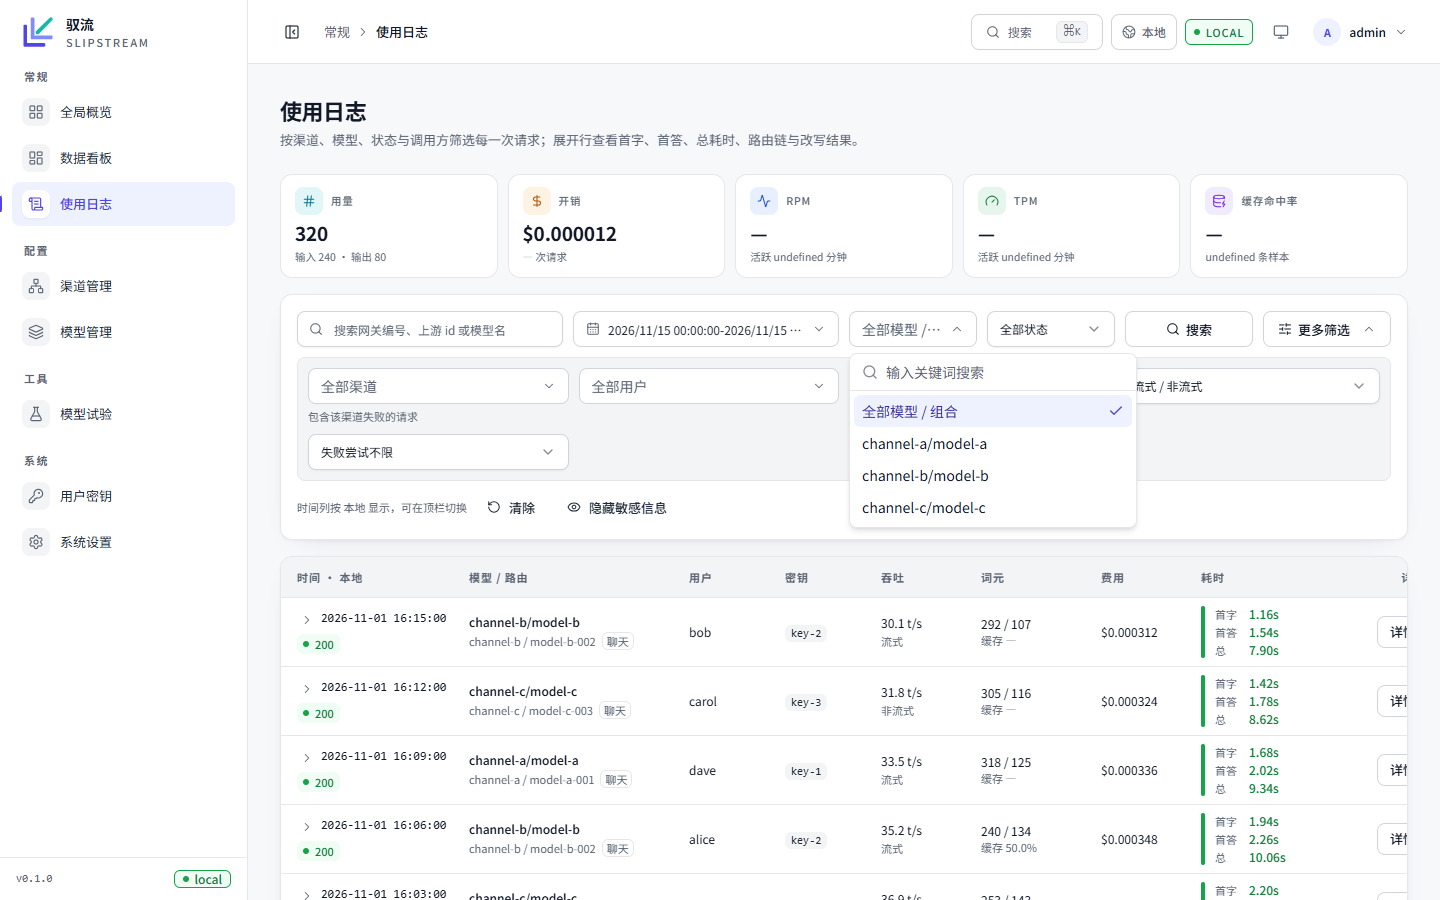 驭流
SLIPSTREAM
常规
全局概览
数据看板
使用日志
配置
渠道管理
模型管理
工具
模型试验
系统
用户密钥
系统设置
v0.1.0
local
常规
使用日志
搜索
⌘K
本地
LOCAL
A
admin
使用日志
按渠道、模型、状态与调用方筛选每一次请求；展开行查看首字、首答、总耗时、路由链与改写结果。
用量
320
输入 240 · 输出 80
开销
$0.000012
— 次请求
RPM
—
活跃 undefined 分钟
TPM
—
活跃 undefined 分钟
缓存命中率
—
undefined 条样本
搜索网关编号、上游 id 或模型名
2026/11/15 00:00:00-2026/11/15 ···
全部模型 /···
全部状态
搜索
更多筛选
全部渠道
包含该渠道失败的请求
全部用户
流式 / 非流式
失败尝试不限
输入关键词搜索
全部模型 / 组合
channel-a/model-a
channel-b/model-b
channel-c/model-c
时间列按 本地 显示，可在顶栏切换
清除
隐藏敏感信息
时间 · 本地
模型 / 路由
用户
密钥
吞吐
词元
费用
耗时
2026-11-01 16:15:00
200
channel-b/model-b
channel-b / model-b-002 聊天
bob
key-2
30.1 t/s
流式
292 / 107
缓存 —
$0.000312
首字 1.16s
首答 1.54s
总 7.90s
详情
2026-11-01 16:12:00
200
channel-c/model-c
channel-c / model-c-003 聊天
carol
key-3
31.8 t/s
非流式
305 / 116
缓存 —
$0.000324
首字 1.42s
首答 1.78s
总 8.62s
详情
2026-11-01 16:09:00
200
channel-a/model-a
channel-a / model-a-001 聊天
dave
key-1
33.5 t/s
流式
318 / 125
缓存 —
$0.000336
首字 1.68s
首答 2.02s
总 9.34s
详情
2026-11-01 16:06:00
200
channel-b/model-b
channel-b / model-b-002 聊天
alice
key-2
35.2 t/s
流式
240 / 134
缓存 50.0%
$0.000348
首字 1.94s
首答 2.26s
总 10.06s
详情
2026-11-01 16:03:00
channel-c/model-c
36.9 t/s
253 / 143
首字 2.20s